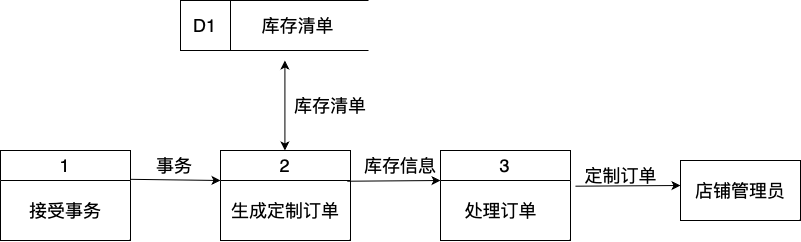 D1 库存清单
库存清单
1
接受事务
事务
2
生成定制订单
库存信息
3
处理订单
定制订单
店铺管理员